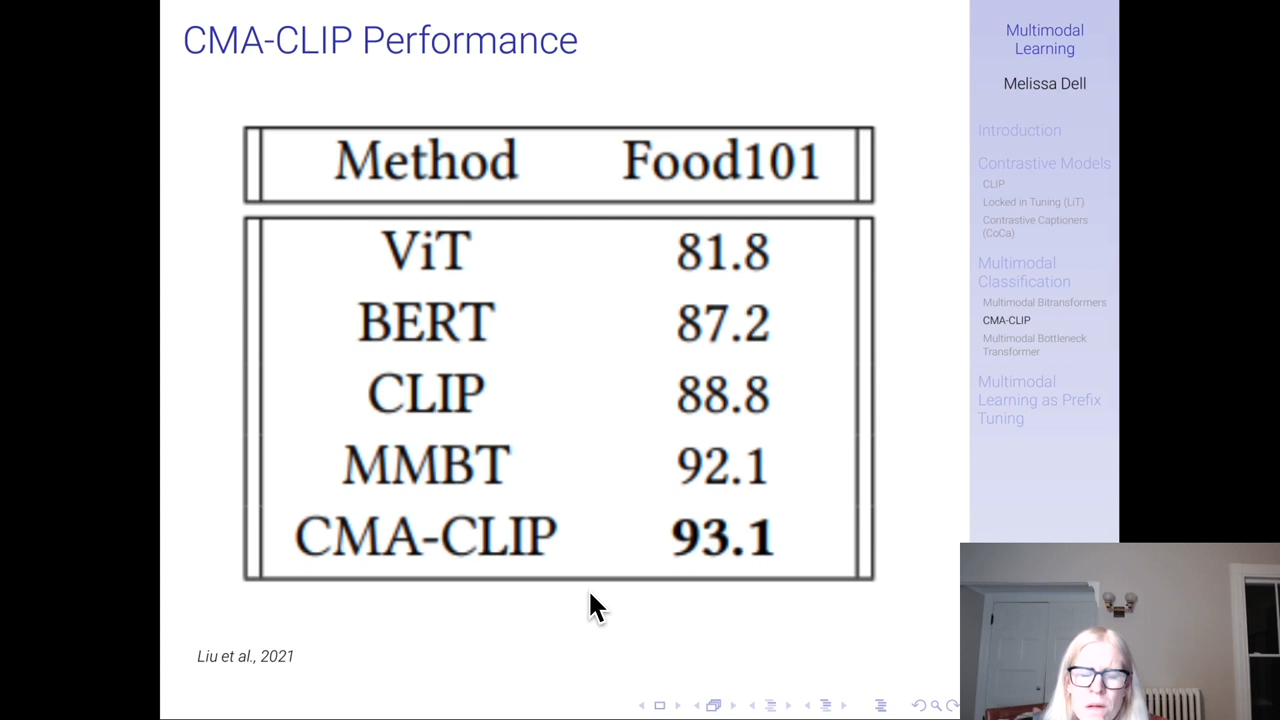 CMA-CLIP Performance
Method Food101
ViT 81.8
BERT 87.2
CLIP 88.8
MMBT 92.1
CMA-CLIP 93.1
Liu et al., 2021
Multimodal
Learning
Melissa Dell
Introduction
Contrastive Models
CLIP
Locked in Tuning (LiT)
Contrastive Captioners
(CoCa)
Multimodal
Classification
Multimodal Bitransformers
CMA-CLIP
Multimodal Bottleneck
Transformer
Multimodal
Learning as Prefix
Tuning